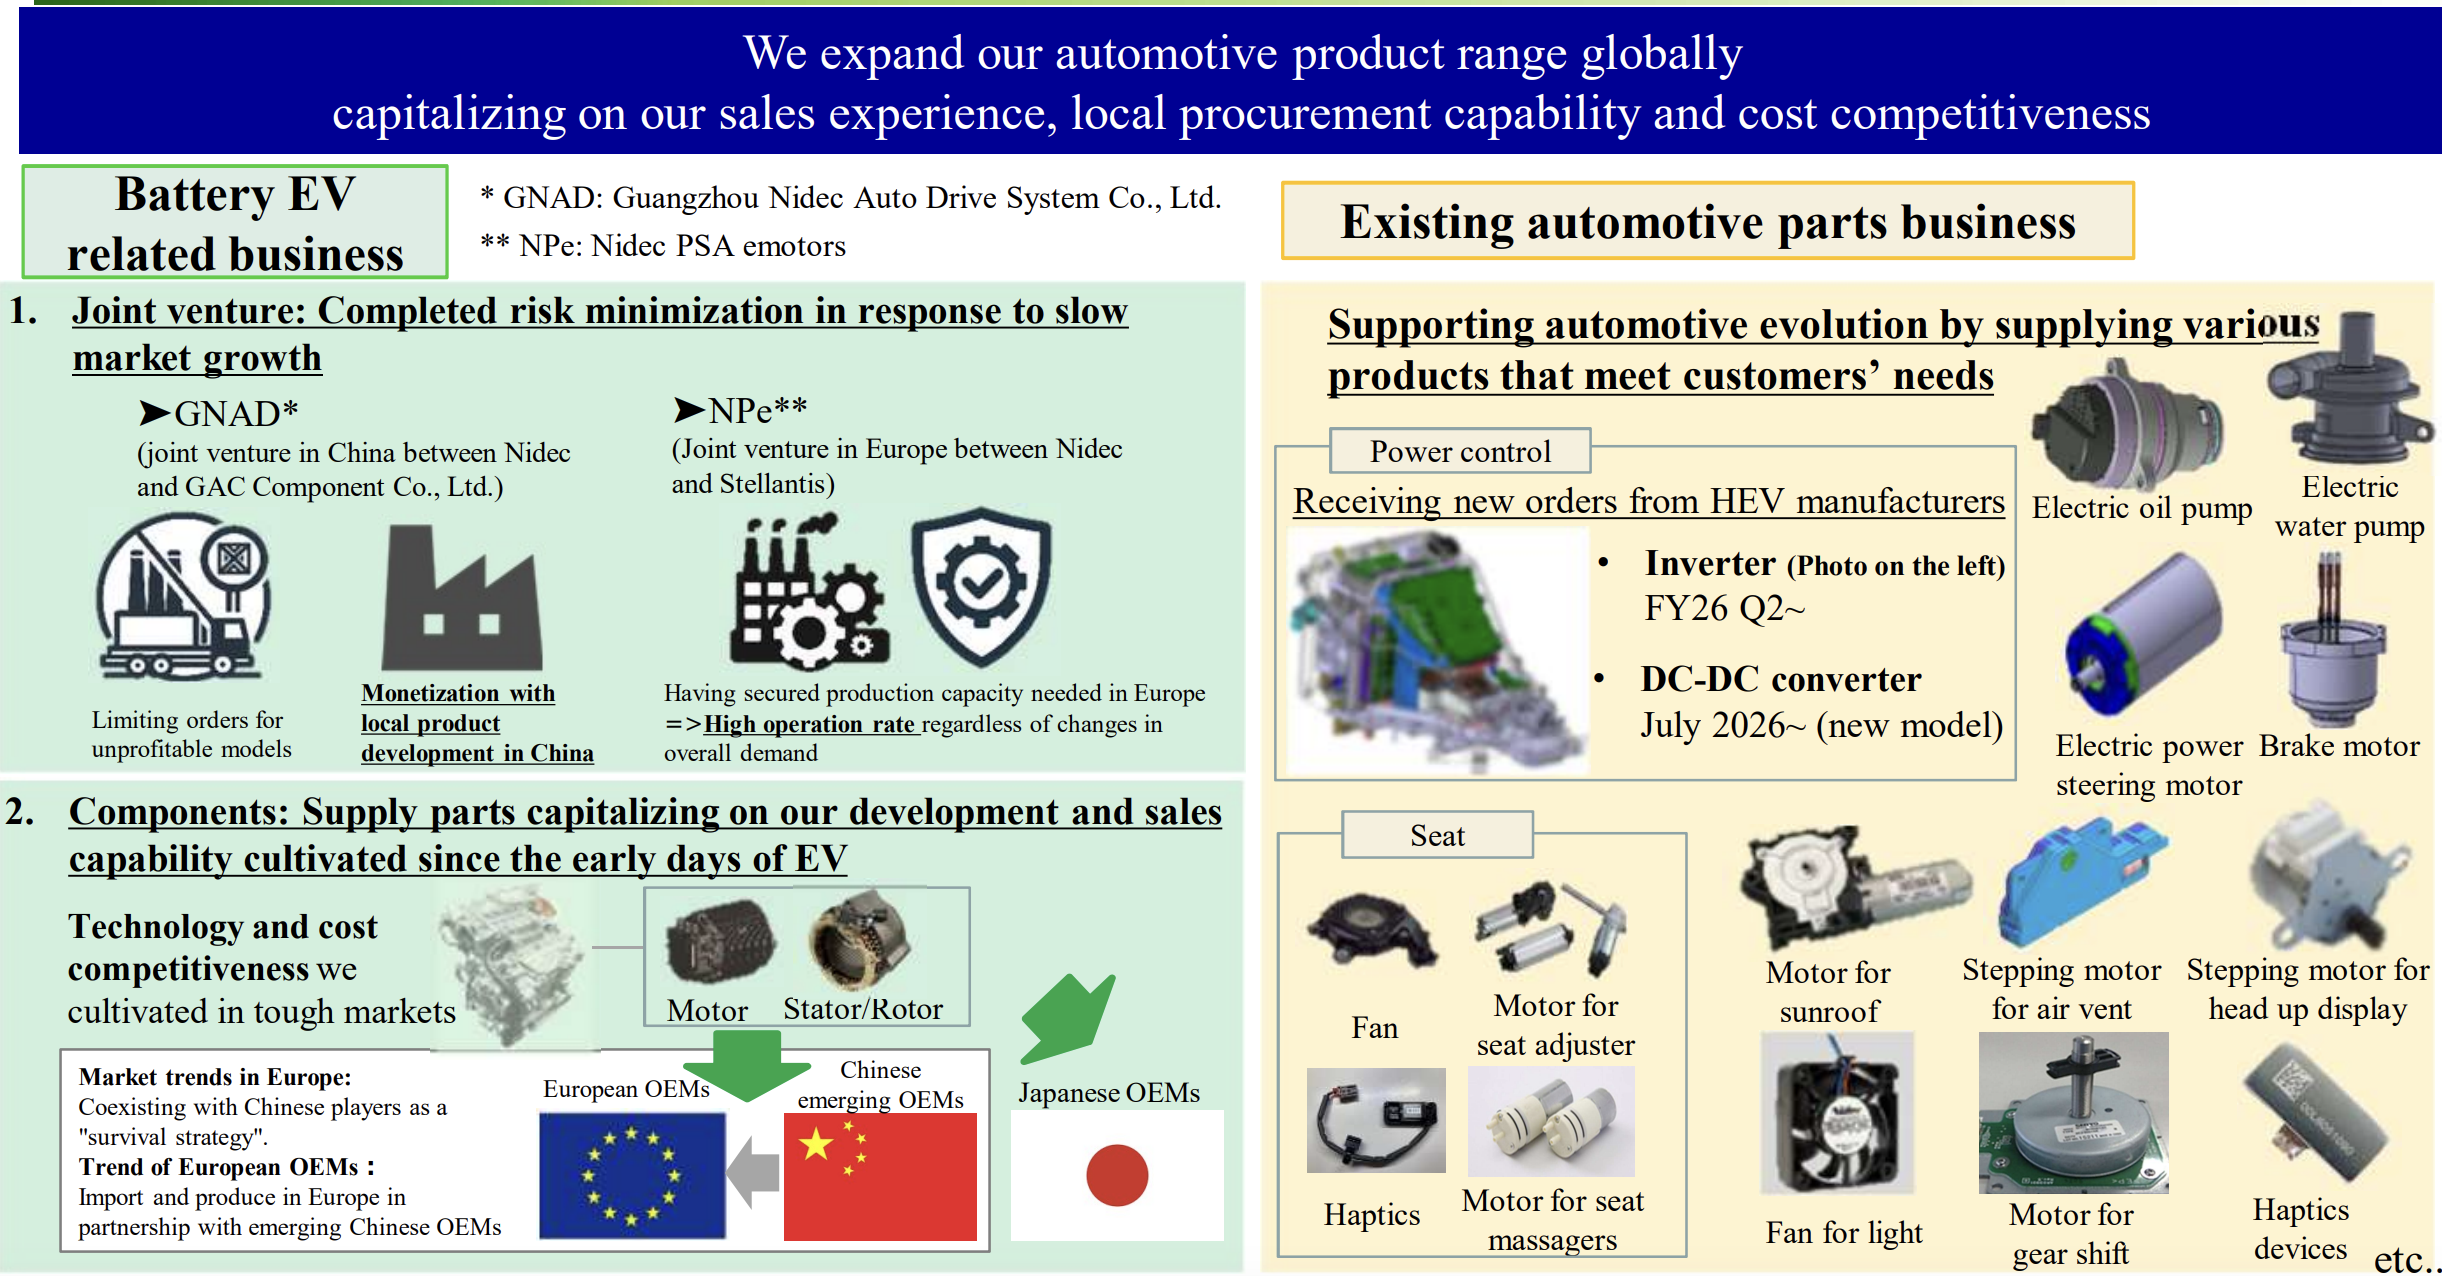 We expand our automotive product range globally
capitalizing on our sales experience, local procurement capability and cost competitiveness
Battery EV
related business
* GNAD: Guangzhou Nidec Auto Drive System Co., Ltd.
** NPe: Nidec PSA emotors
1. Joint venture: Completed risk minimization in response to slow
market growth
➤GNAD*
(joint venture in China between Nidec
and GAC Component Co., Ltd.)
➤NPe**
(Joint venture in Europe between Nidec
and Stellantis)
Limiting orders for
unprofitable models
Monetization with
local product
development in China
Having secured production capacity needed in Europe
=>High operation rate regardless of changes in
overall demand
2. Components: Supply parts capitalizing on our development and sales
capability cultivated since the early days of EV
Technology and cost
competitiveness we
cultivated in tough markets
Motor
Stator/Rotor
Market trends in Europe:
Coexisting with Chinese players as a
"survival strategy".
Trend of European OEMs :
Import and produce in Europe in
partnership with emerging Chinese OEMs
European OEMs
Chinese
emerging OEMs
Japanese OEMs
Existing automotive parts business
Supporting automotive evolution by supplying various
products that meet customers’ needs
Power control
Receiving new orders from HEV manufacturers
• Inverter (Photo on the left)
FY26 Q2~
• DC-DC converter
July 2026~ (new model)
Electric oil pump
Electric
water pump
Electric power
steering motor
Brake motor
Seat
Fan
Motor for
seat adjuster
Haptics
Motor for seat
massagers
Motor for
sunroof
Stepping motor
for air vent
Stepping motor for
head up display
Fan for light
Motor for
gear shift
Haptics
devices
etc..